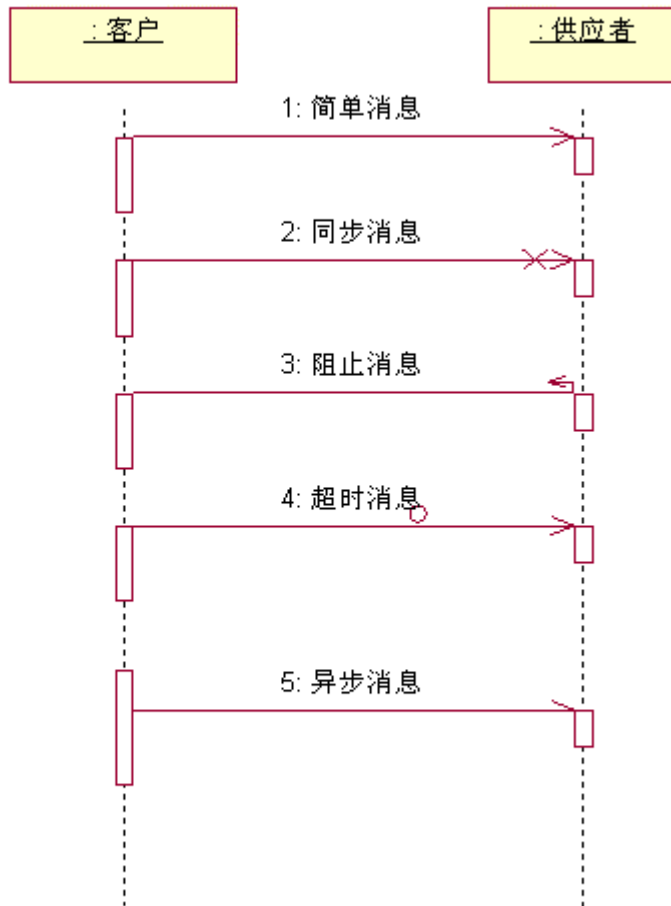 : 客户
: 供应者
1: 简单消息
2: 同步消息
3: 阻止消息
4: 超时消息
5: 异步消息